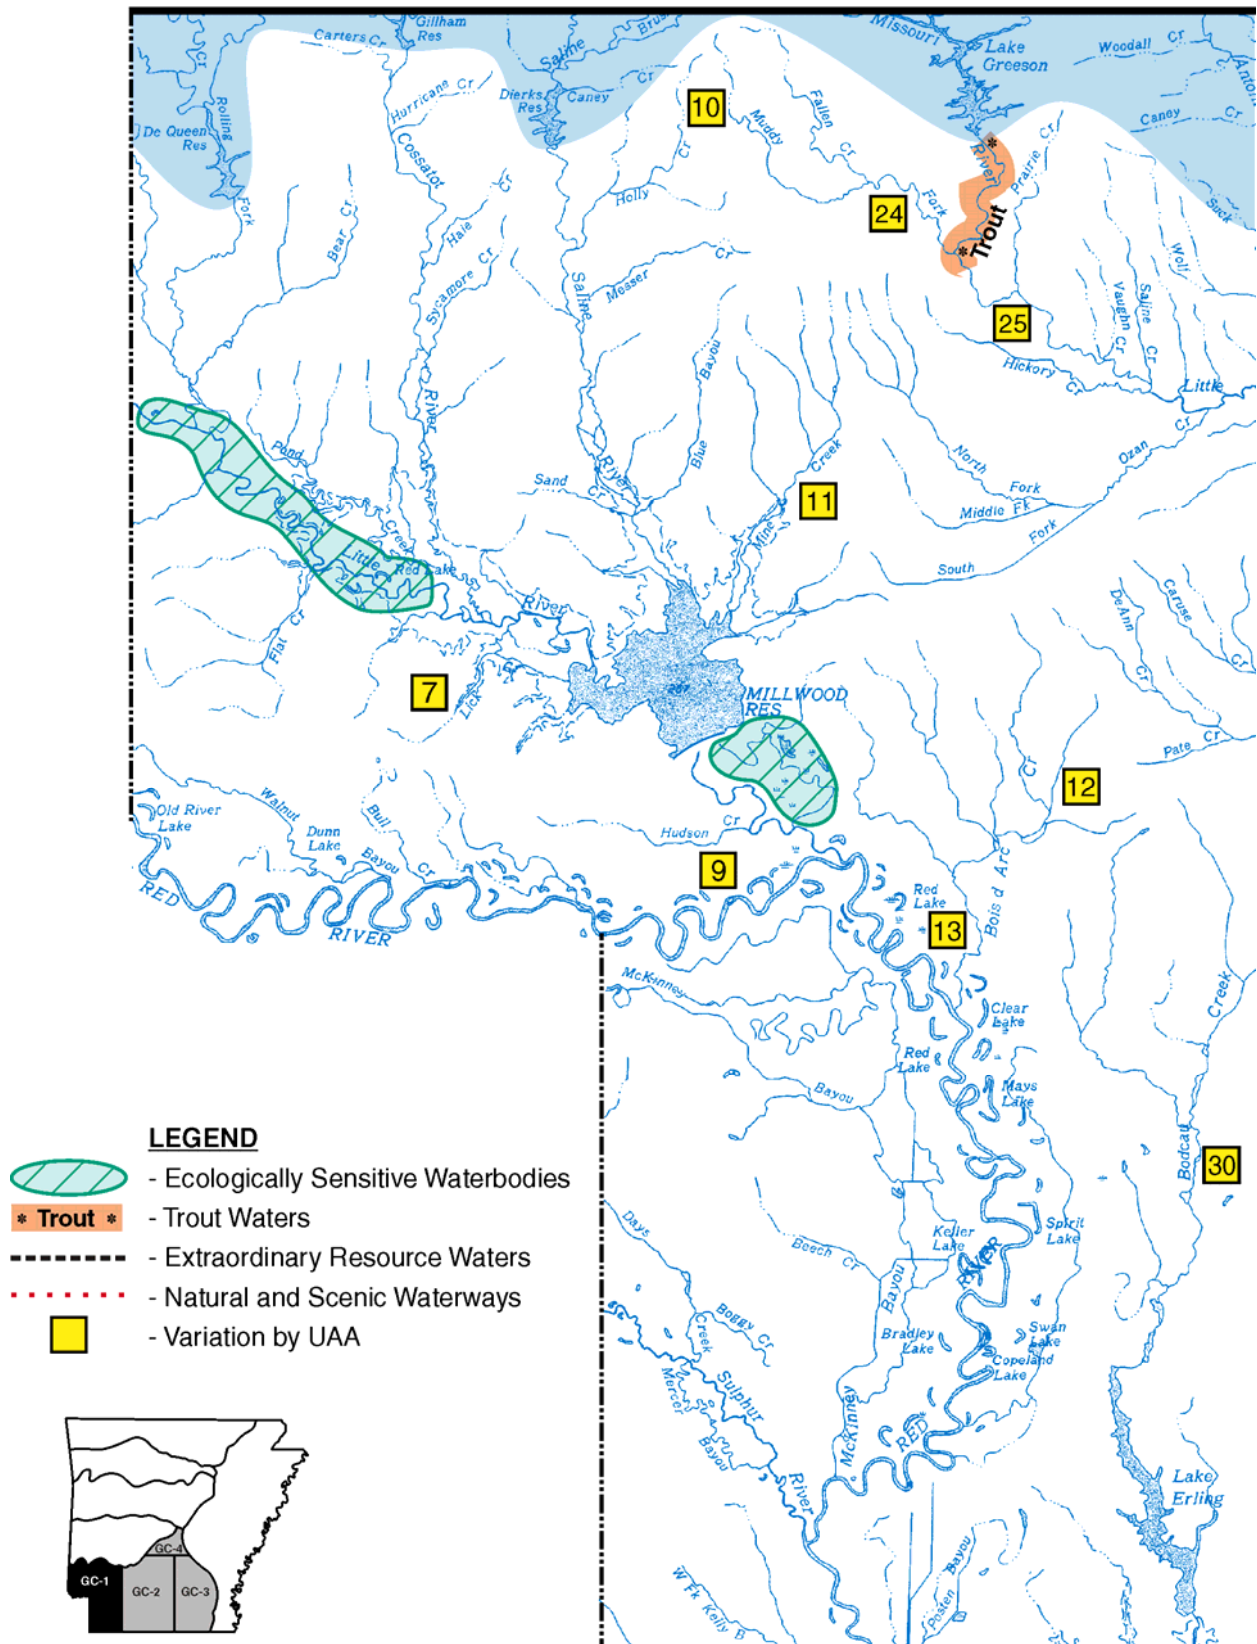 Gillham
Res
Carters Cr
Saline
Brush
Missouri
Lake
Greeson
Woodall Cr
Antoine
Cr
Rolling
Fork
De Queen
Res
Hurricane Cr
Cossatot
River
Dierks
Res
Caney Cr
10
Muddy
Fork
Fallen
Cr
River
Prairie Cr
Caney Cr
Trout
Suck
Holly Cr
24
Bear Cr
Hale Cr
Sycamore Cr
Saline
River
Messer Cr
25
Vaughn Cr
Saline Cr
Wolf
Hickory Cr
Little
Blue Bayou
Ozan Cr
Pond
Creek
Sand Cr
Mine Creek
11
North
Fork
Middle Fk
South Fork
Little
River
Red Lake
Flat Cr
DeAnn Cr
Caruse Cr
7
Lick Cr
267
MILLWOOD
RES
Pate Cr
Cr
12
Old River
Lake
Walnut
Bayou
Dunn
Lake
Bull
Cr
Hudson Cr
9
RED
RIVER
Red
Lake
13
Bois d Arc
McKinney
Bayou
Clear
Lake
Creek
Red
Lake
Mays
Lake
Bodcau
30
LEGEND
- Ecologically Sensitive Waterbodies
* Trout * - Trout Waters
- Extraordinary Resource Waters
- Natural and Scenic Waterways
- Variation by UAA
Days
Creek
Beech Cr
Keller
Lake
RIVER
Spirit
Lake
Boggy Cr
Bayou
Bradley
Lake
Swan
Lake
Copeland
Lake
Mercer
Bayou
Sulphur
River
McKinney
RED
Lake
Erling
GC-4
GC-1
GC-2
GC-3
W Fk Kelly B
Posten Bayou